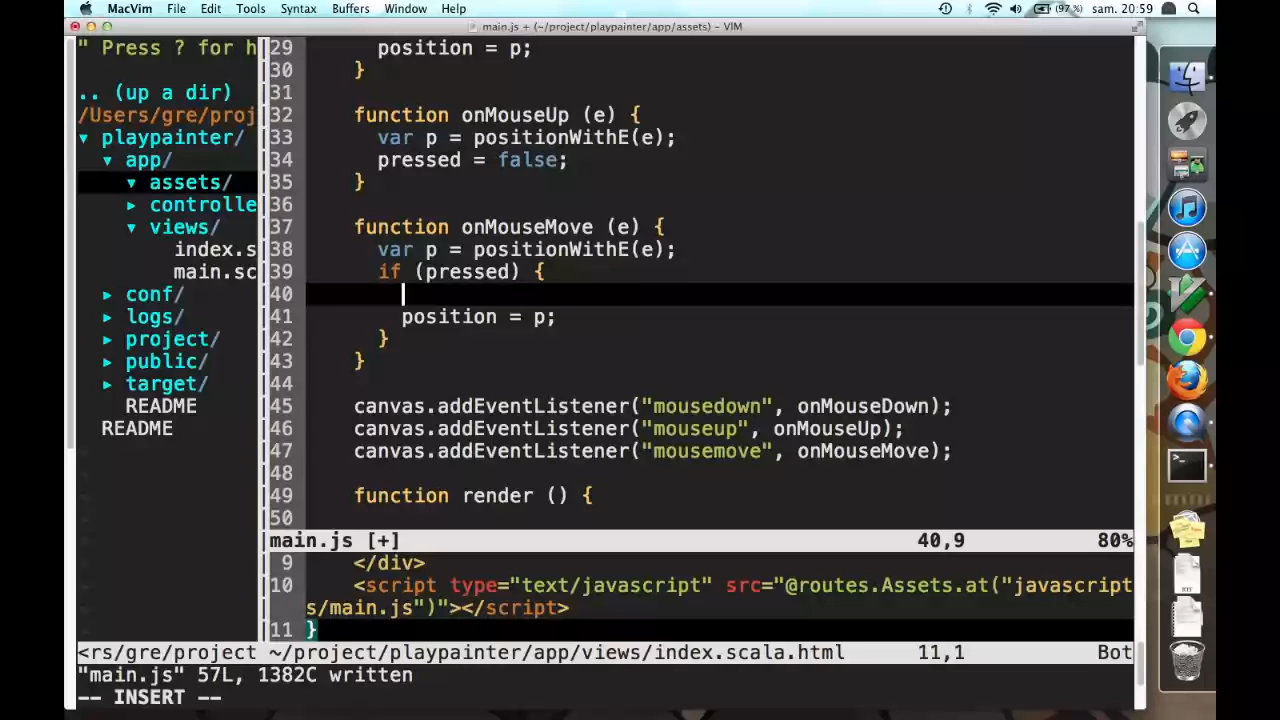 MacVim File Edit Tools Syntax Buffers Window Help (97 %) sam. 20:59
main.js + (~/project/playpainter/app/assets) – VIM
" Press ? for h
.. (up a dir)
/Users/gre/proj
▾ playpainter/
▾ app/
▾ assets/
▸ controlle
▾ views/
index.s
main.sc
▸ conf/
▸ logs/
▸ project/
▸ public/
▸ target/
README
README
29 position = p;
30 }
31
32 function onMouseUp (e) {
33 var p = positionWithE(e);
34 pressed = false;
35 }
36
37 function onMouseMove (e) {
38 var p = positionWithE(e);
39 if (pressed) {
40
41 position = p;
42 }
43 }
44
45 canvas.addEventListener("mousedown", onMouseDown);
46 canvas.addEventListener("mouseup", onMouseUp);
47 canvas.addEventListener("mousemove", onMouseMove);
48
49 function render () {
50
main.js [+] 40,9 80%
9 </div>
10 <script type="text/javascript" src="@routes.Assets.at("javascript
s/main.js")"></script>
11 }
<rs/gre/project ~/project/playpainter/app/views/index.scala.html 11,1 Bot
"main.js" 57L, 1382C written
-- INSERT --